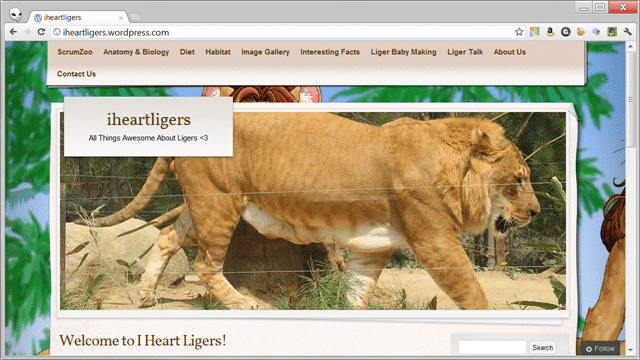 iheartligers
iheartligers.wordpress.com
ScrumZoo Anatomy & Biology Diet Habitat Image Gallery Interesting Facts Liger Baby Making Liger Talk About Us
Contact Us
iheartligers
All Things Awesome About Ligers <3
Welcome to I Heart Ligers!
Search
Follow